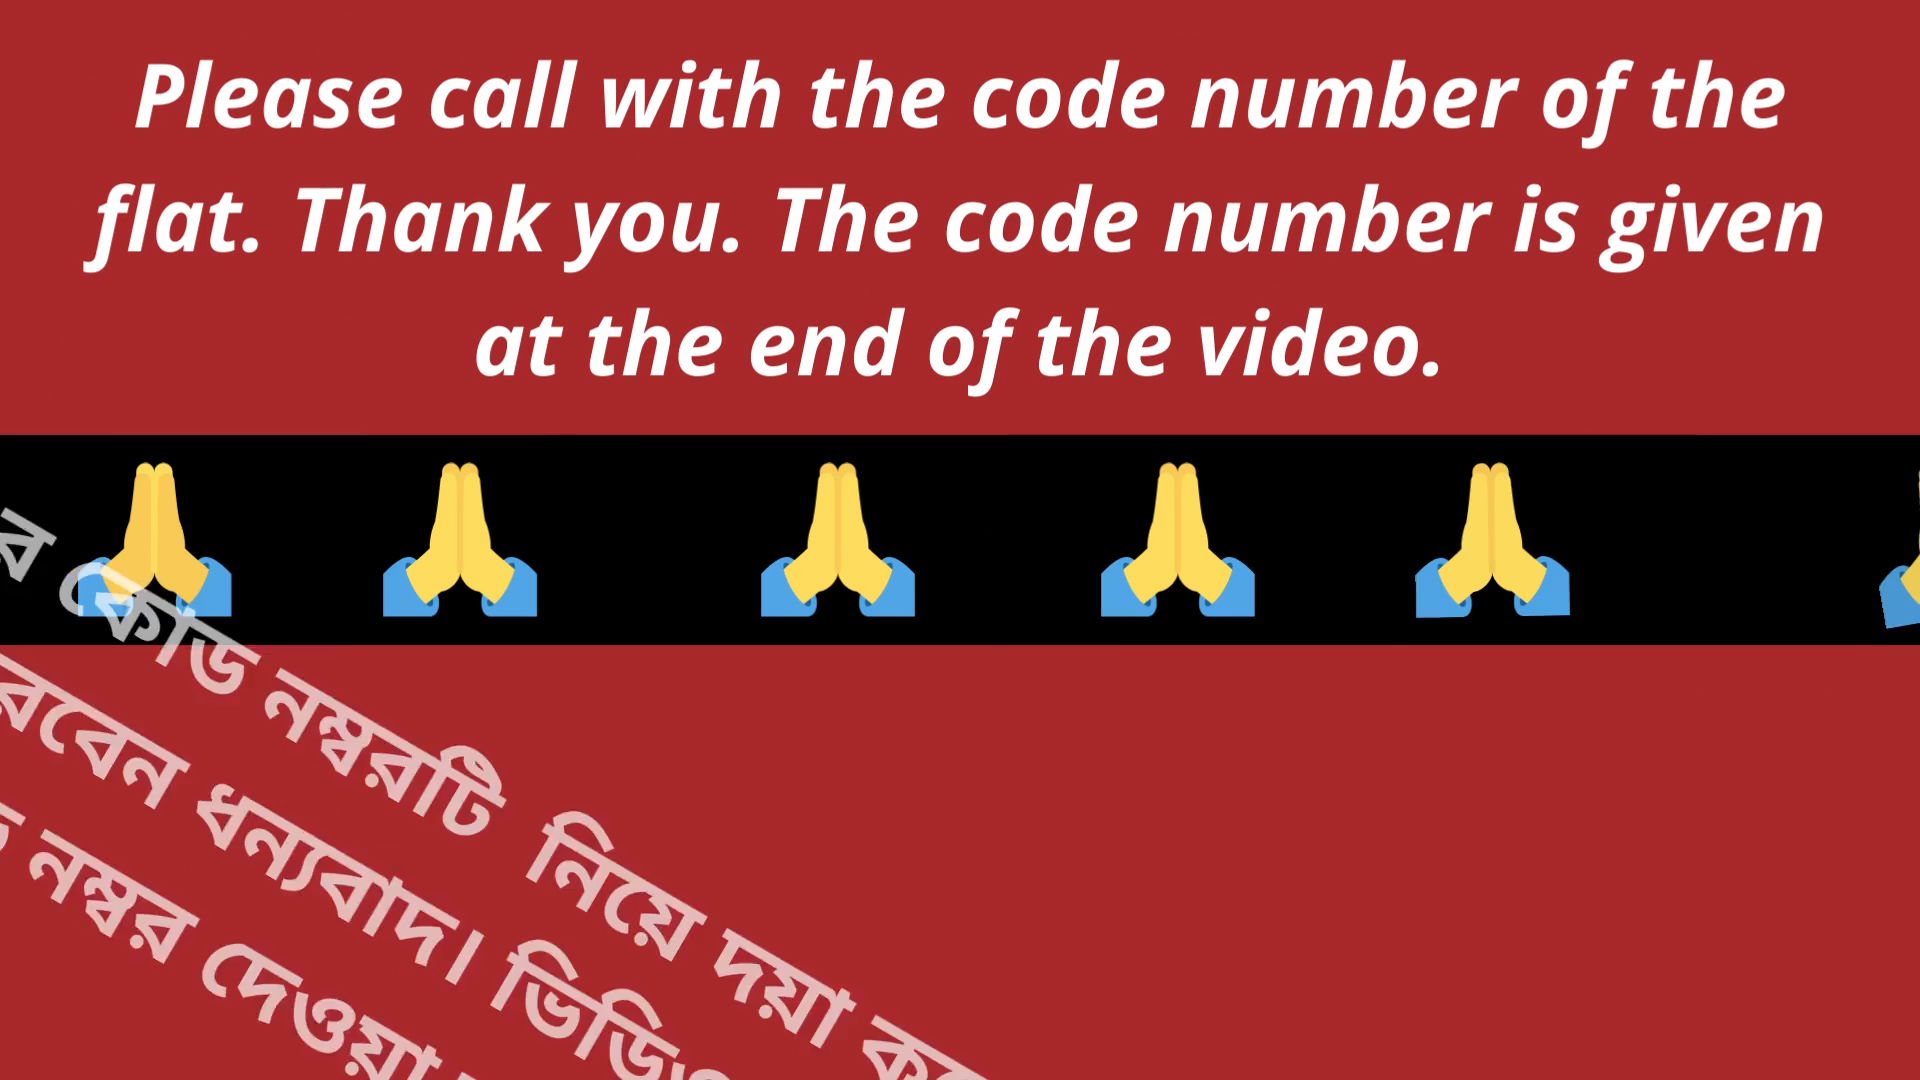 Please call with the code number of the
flat. Thank you. The code number is given
at the end of the video.
কোড নম্বরটি নিয়ে দয়া
ধন্যবাদ। ভিডিও
নম্বর দেওয়া